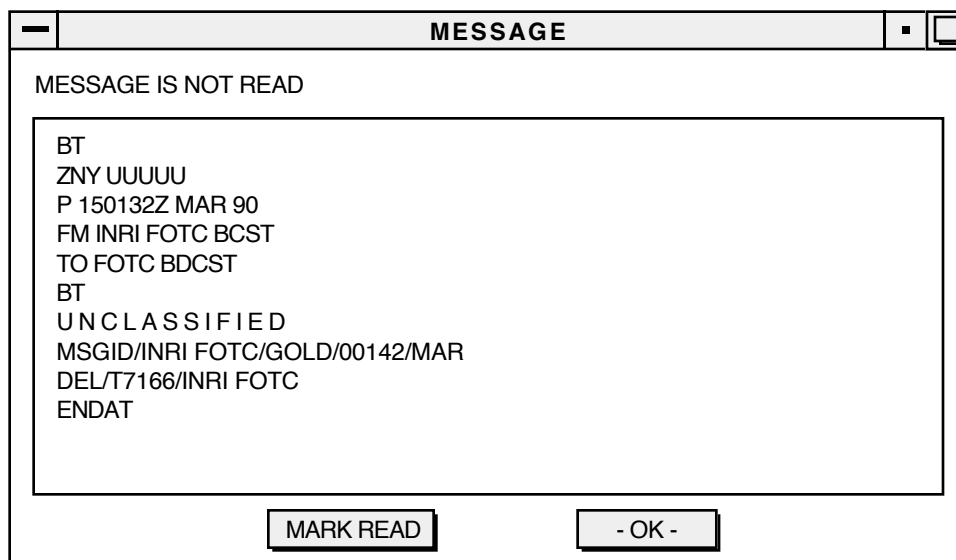 MESSAGE
MESSAGE IS NOT READ
BT
ZNY UUUUU
P 150132Z MAR 90
FM INRI FOTC BCST
TO FOTC BDCST
BT
U N C L A S S I F I E D
MSGID/INRI FOTC/GOLD/00142/MAR
DEL/T7166/INRI FOTC
ENDAT
MARK READ
- OK -